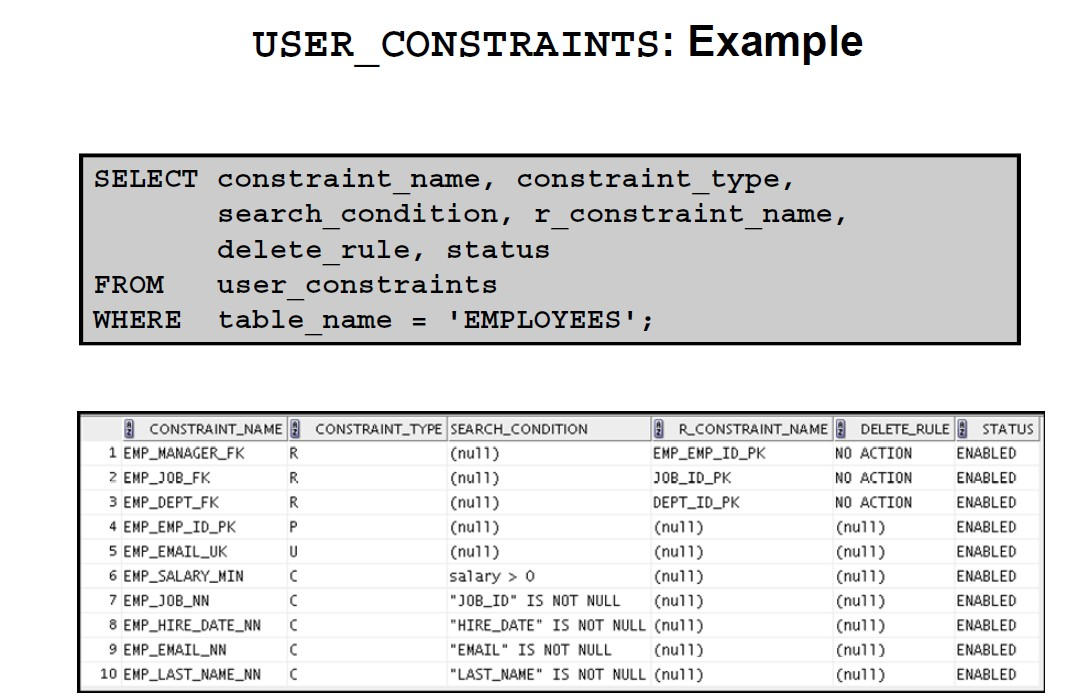 USER_CONSTRAINTS: Example
SELECT constraint_name, constraint_type,
search_condition, r_constraint_name,
delete_rule, status
FROM user_constraints
WHERE table_name = 'EMPLOYEES';
CONSTRAINT_NAME CONSTRAINT_TYPE SEARCH_CONDITION R_CONSTRAINT_NAME DELETE_RULE STATUS
1 EMP_MANAGER_FK R (null) EMP_EMP_ID_PK NO ACTION ENABLED
2 EMP_JOB_FK R (null) JOB_ID_PK NO ACTION ENABLED
3 EMP_DEPT_FK R (null) DEPT_ID_PK NO ACTION ENABLED
4 EMP_EMP_ID_PK P (null) (null) (null) ENABLED
5 EMP_EMAIL_UK U (null) (null) (null) ENABLED
6 EMP_SALARY_MIN C salary > 0 (null) (null) ENABLED
7 EMP_JOB_NN C "JOB_ID" IS NOT NULL (null) (null) ENABLED
8 EMP_HIRE_DATE_NN C "HIRE_DATE" IS NOT NULL (null) (null) ENABLED
9 EMP_EMAIL_NN C "EMAIL" IS NOT NULL (null) (null) ENABLED
10 EMP_LAST_NAME_NN C "LAST_NAME" IS NOT NULL (null) (null) ENABLED